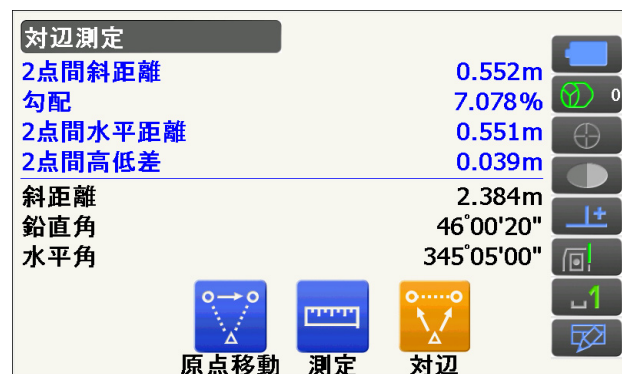 対辺測定
2点間斜距離 0.552m
勾配 7.078%
2点間水平距離 0.551m
2点間高低差 0.039m
斜距離 2.384m
鉛直角 46°00'20"
水平角 345°05'00"
0
1
原点移動 測定 対辺